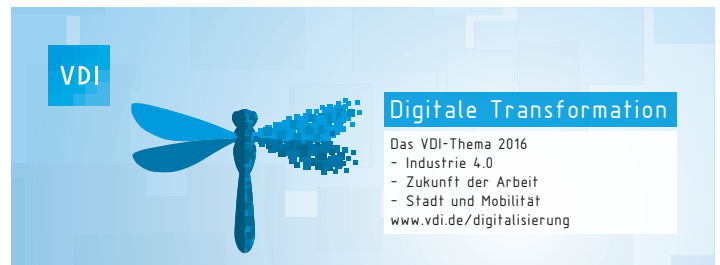 VDI
Digitale Transformation
Das VDI-Thema 2016
- Industrie 4.0
- Zukunft der Arbeit
- Stadt und Mobilität
www.vdi.de/digitalisierung